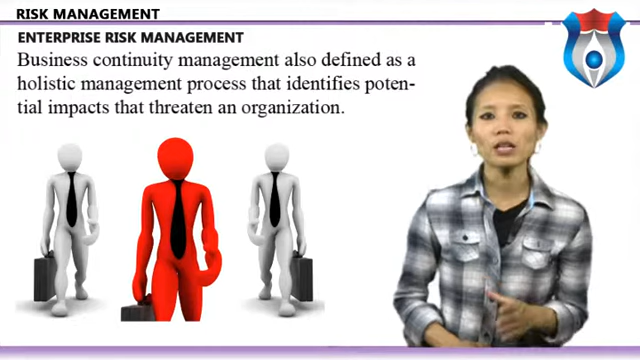 RISK MANAGEMENT
ENTERPRISE RISK MANAGEMENT
Business continuity management also defined as a
holistic management process that identifies poten-
tial impacts that threaten an organization.